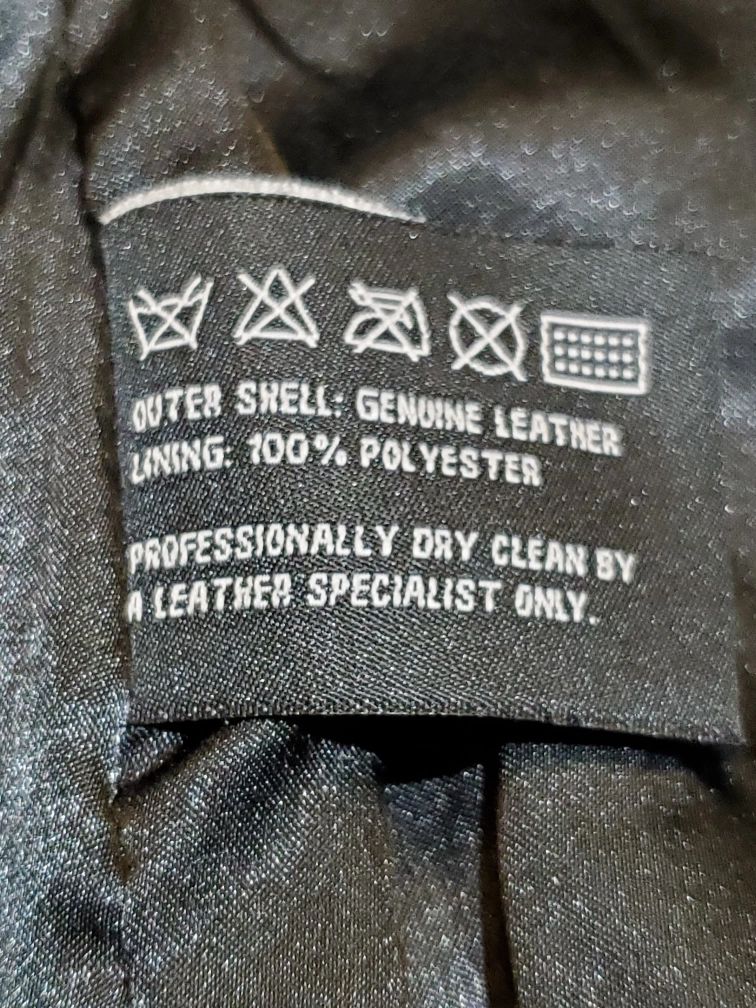 OUTER SHELL: GENUINE LEATHER
LINING: 100% POLYESTER
PROFESSIONALLY DRY CLEAN BY
A LEATHER SPECIALIST ONLY.